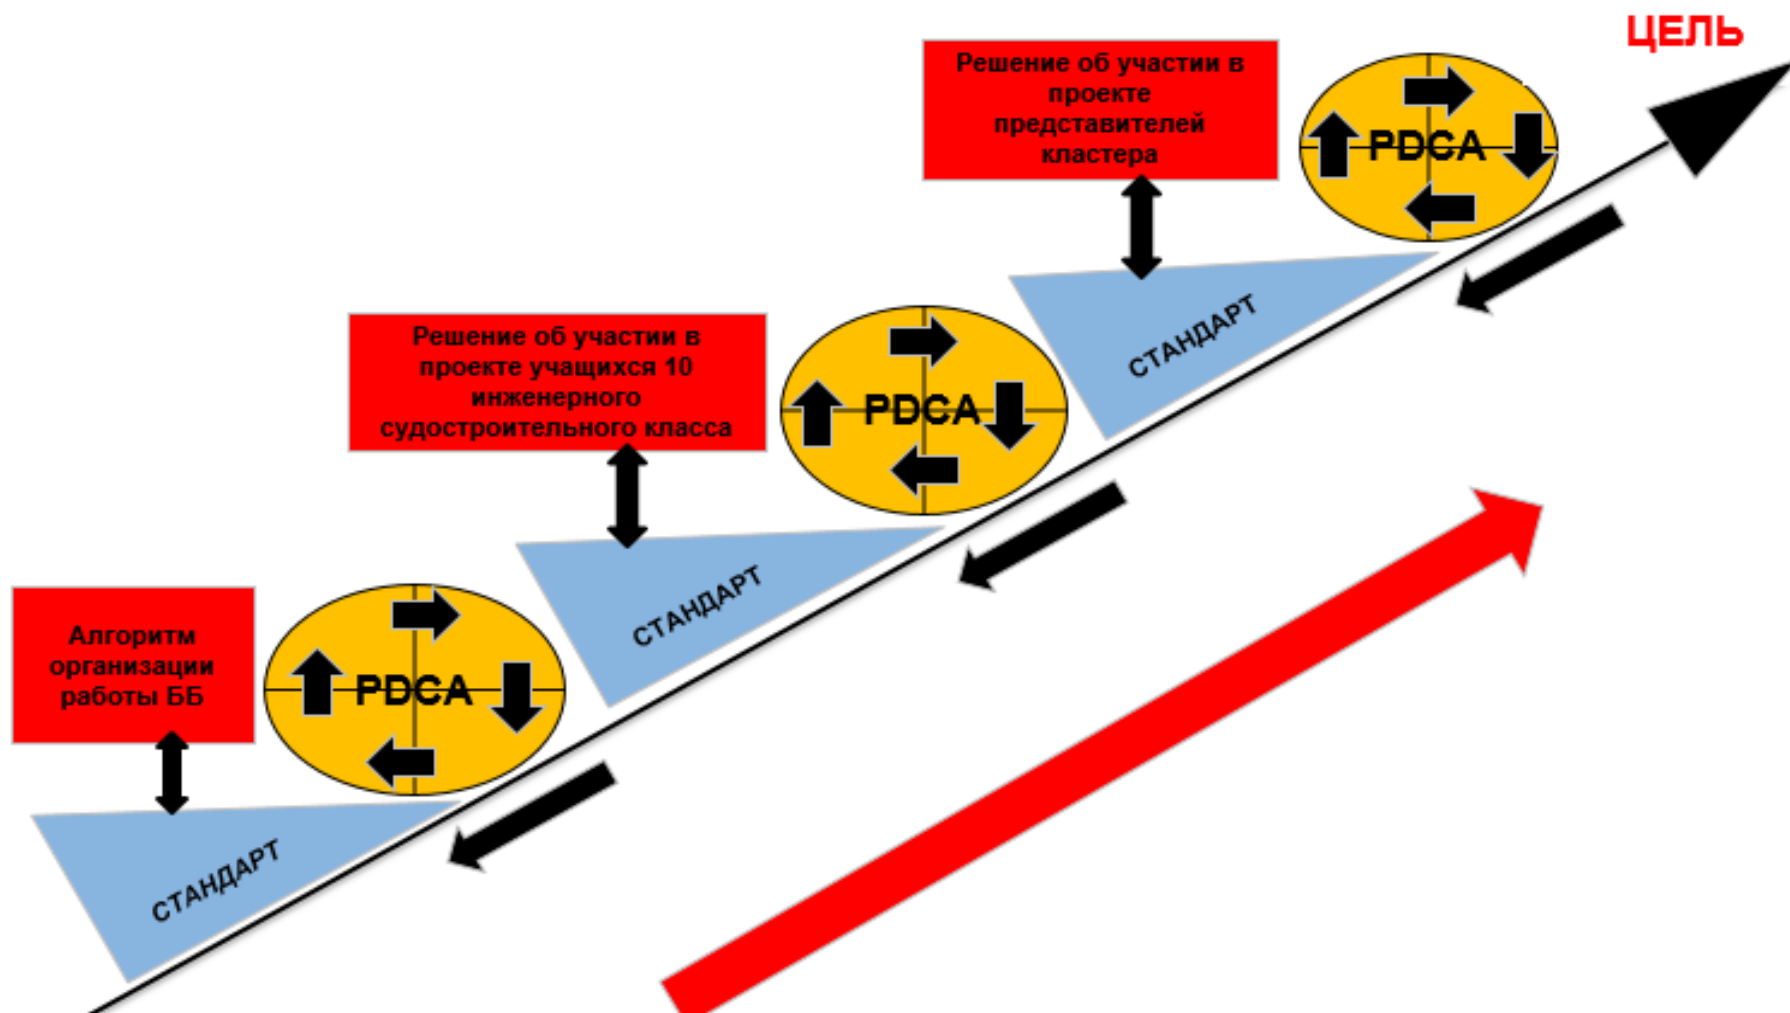 ЦЕЛЬ
Решение об участии в
проекте
представителей
кластера
PDCA
СТАНДАРТ
Решение об участии в
проекте учащихся 10
инженерного
судостроительного класса
PDCA
СТАНДАРТ
Алгоритм
организации
работы ББ
PDCA
СТАНДАРТ